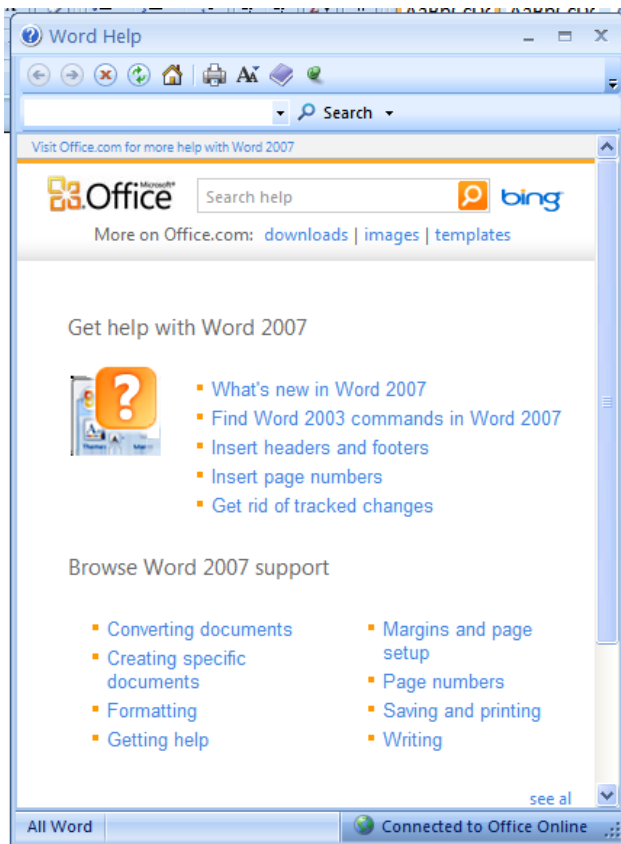 Word Help
Search
Visit Office.com for more help with Word 2007
Microsoft®
Office
Search help
bing
More on Office.com: downloads | images | templates
Get help with Word 2007
What's new in Word 2007
Find Word 2003 commands in Word 2007
Insert headers and footers
Insert page numbers
Get rid of tracked changes
Browse Word 2007 support
Converting documents
Creating specific
documents
Formatting
Getting help
Margins and page
setup
Page numbers
Saving and printing
Writing
see al
All Word
Connected to Office Online